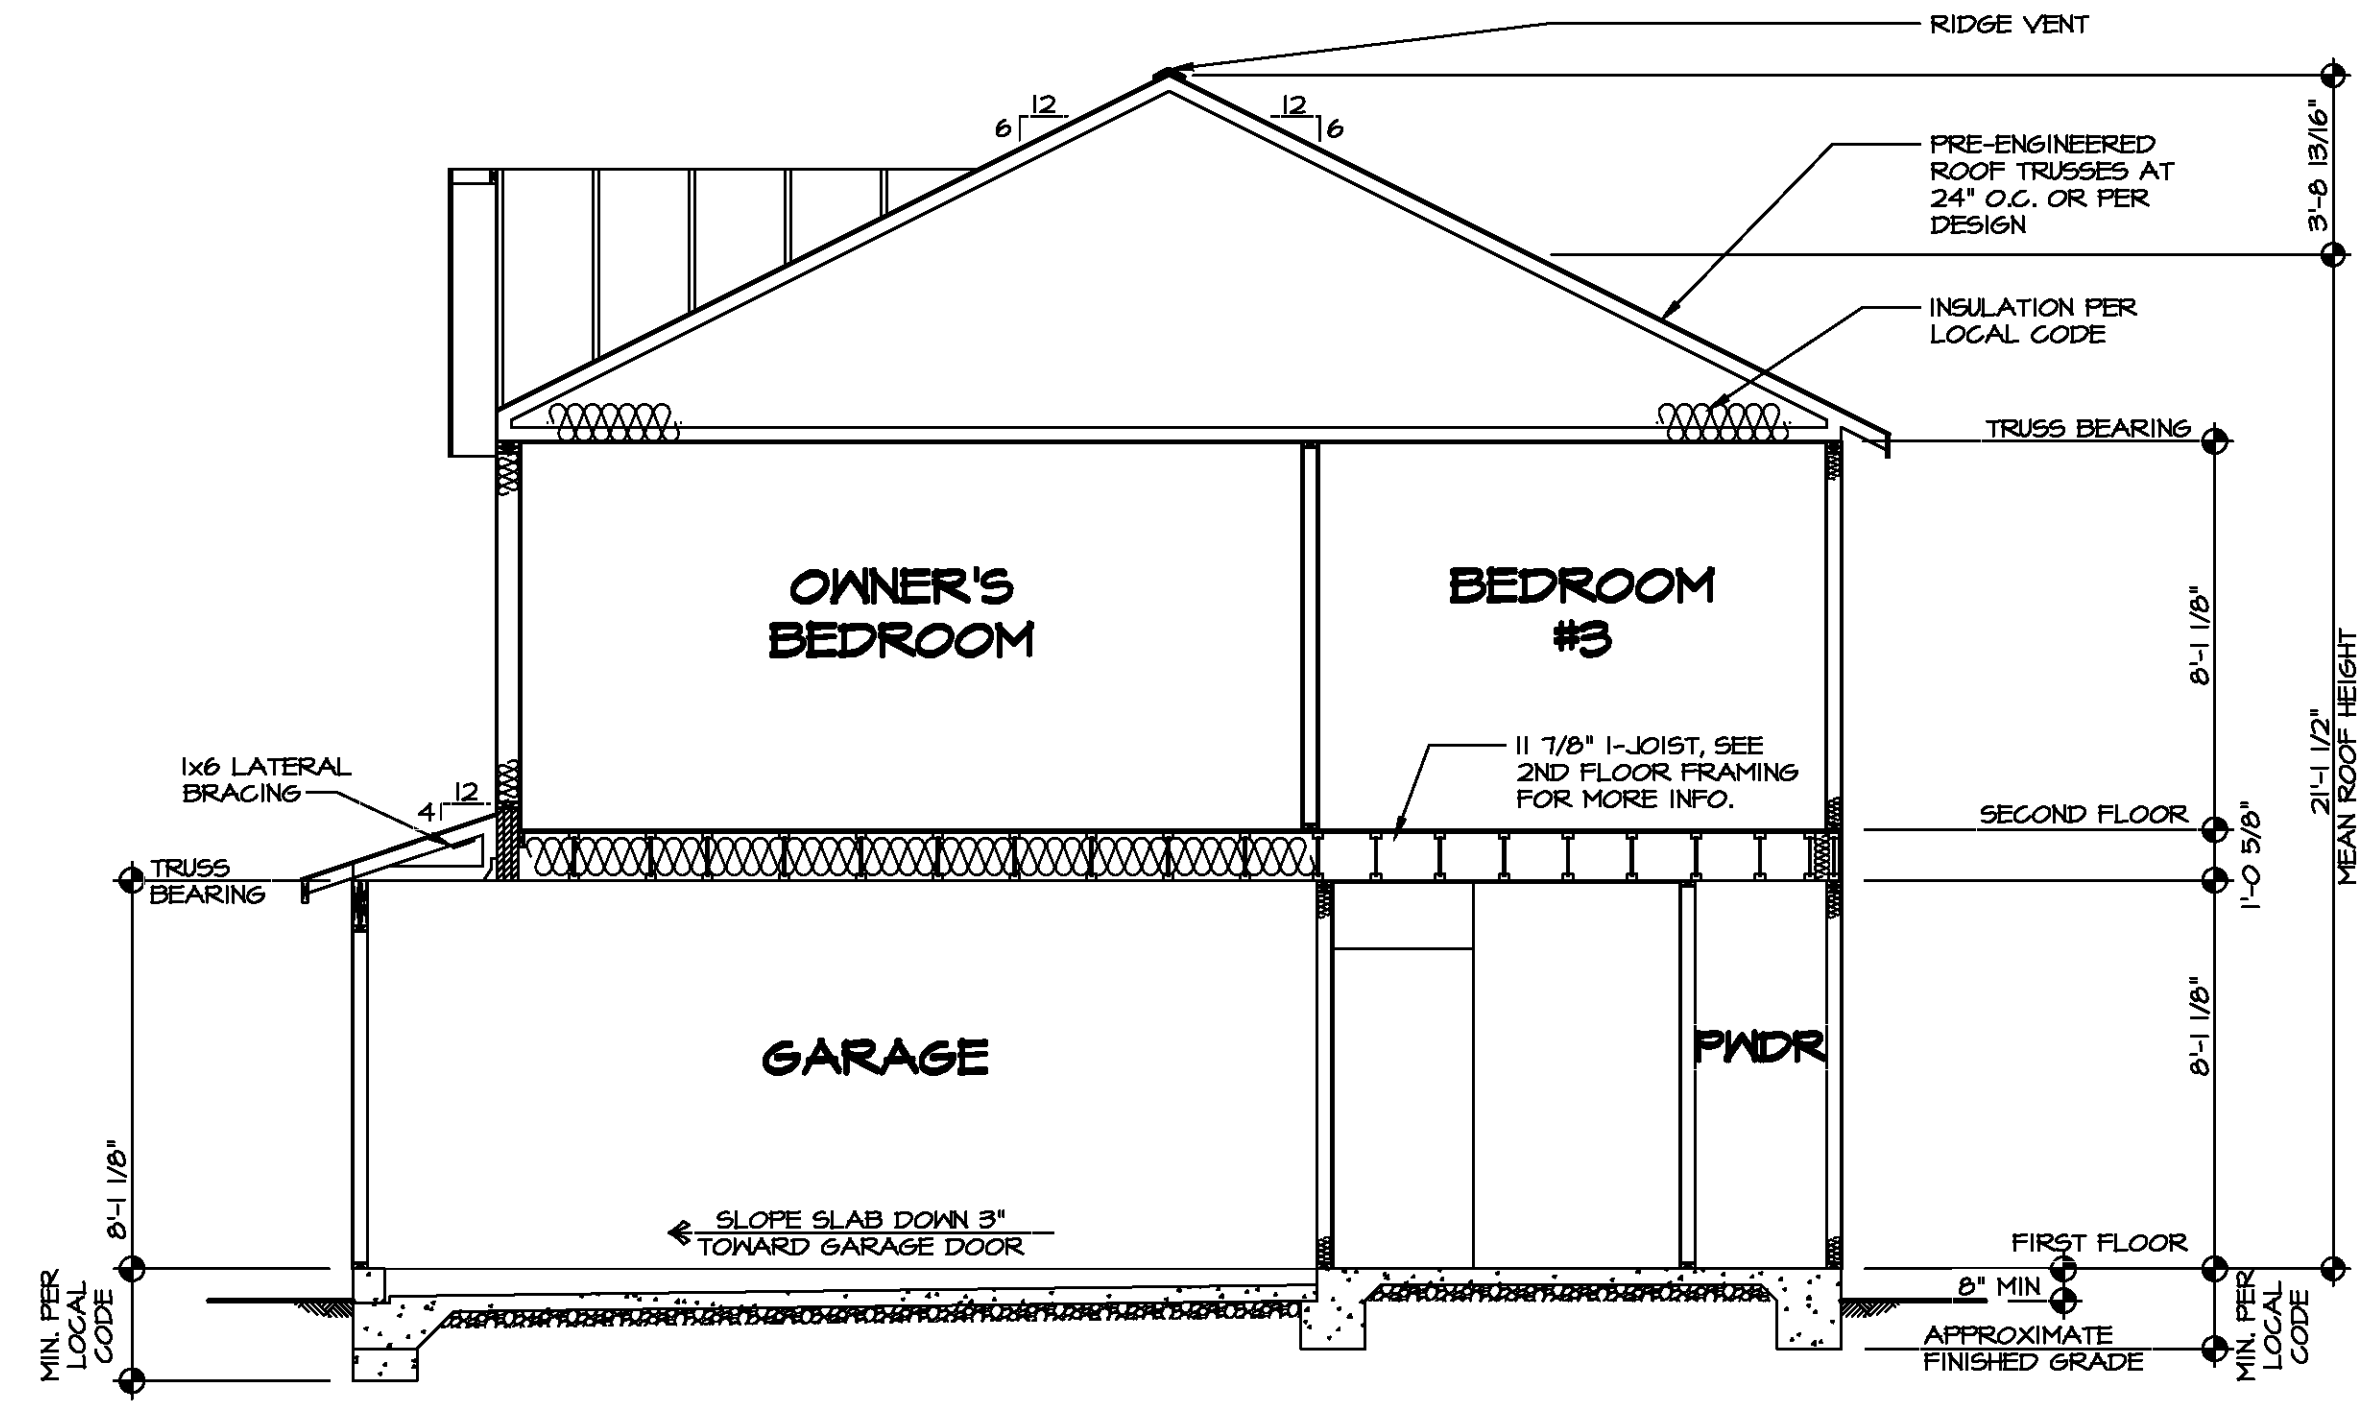 RIDGE VENT
12
6
12
6
3'-8 13/16"
PRE-ENGINEERED
ROOF TRUSSES AT
24" O.C. OR PER
DESIGN
INSULATION PER
LOCAL CODE
TRUSS BEARING
OWNER'S
BEDROOM
BEDROOM
#3
8'-1 1/8"
21'-1 1/2"
MEAN ROOF HEIGHT
11 7/8" I-JOIST, SEE
2ND FLOOR FRAMING
FOR MORE INFO.
1x6 LATERAL
BRACING
12
4
SECOND FLOOR
1'-0 5/8"
TRUSS
BEARING
GARAGE
PWDR
8'-1 1/8"
8'-1 1/8"
SLOPE SLAB DOWN 3"
TOWARD GARAGE DOOR
FIRST FLOOR
8" MIN
MIN. PER
LOCAL
CODE
APPROXIMATE
FINISHED GRADE
MIN. PER
LOCAL
CODE